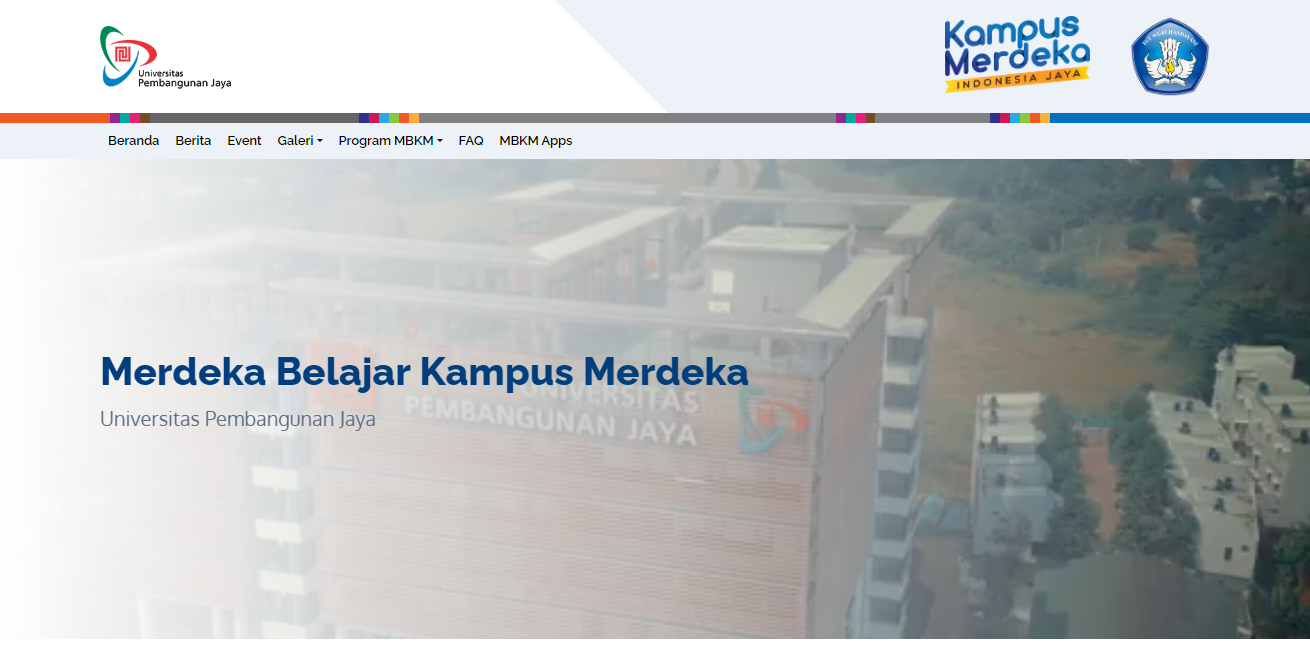 Universitas
Pembangunan Jaya
Kampus
Merdeka
INDONESIA JAYA
TUT WURI HANDAYANI
Beranda Berita Event Galeri Program MBKM FAQ MBKM Apps
Merdeka Belajar Kampus Merdeka
Universitas Pembangunan Jaya
UNIVERSITAS
PEMBANGUNAN JAYA